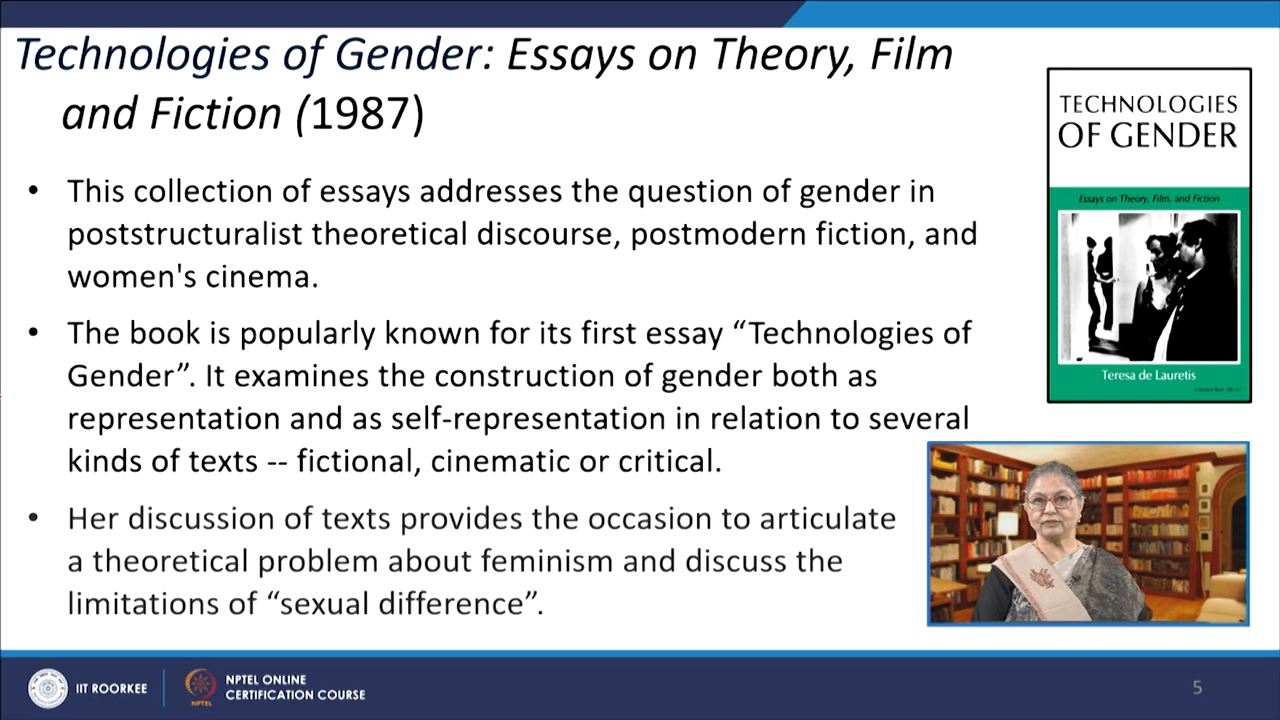 Technologies of Gender: Essays on Theory, Film
and Fiction (1987)
• This collection of essays addresses the question of gender in
poststructuralist theoretical discourse, postmodern fiction, and
women's cinema.
• The book is popularly known for its first essay “Technologies of
Gender”. It examines the construction of gender both as
representation and as self-representation in relation to several
kinds of texts -- fictional, cinematic or critical.
• Her discussion of texts provides the occasion to articulate
a theoretical problem about feminism and discuss the
limitations of “sexual difference”.
TECHNOLOGIES
OF GENDER
Essays on Theory, Film, and Fiction
Teresa de Lauretis
IIT ROORKEE
NPTEL
NPTEL ONLINE
CERTIFICATION COURSE
5